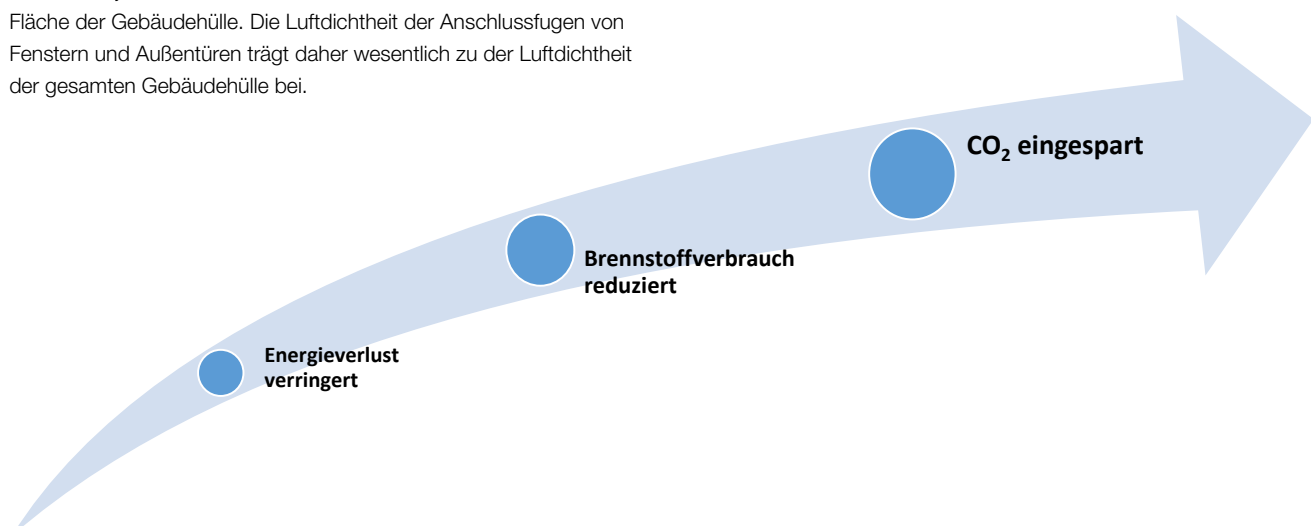 Fläche der Gebäudehülle. Die Luftdichtheit der Anschlussfugen von
Fenstern und Außentüren trägt daher wesentlich zu der Luftdichtheit
der gesamten Gebäudehülle bei.
CO₂ eingespart
Brennstoffverbrauch
reduziert
Energieverlust
verringert